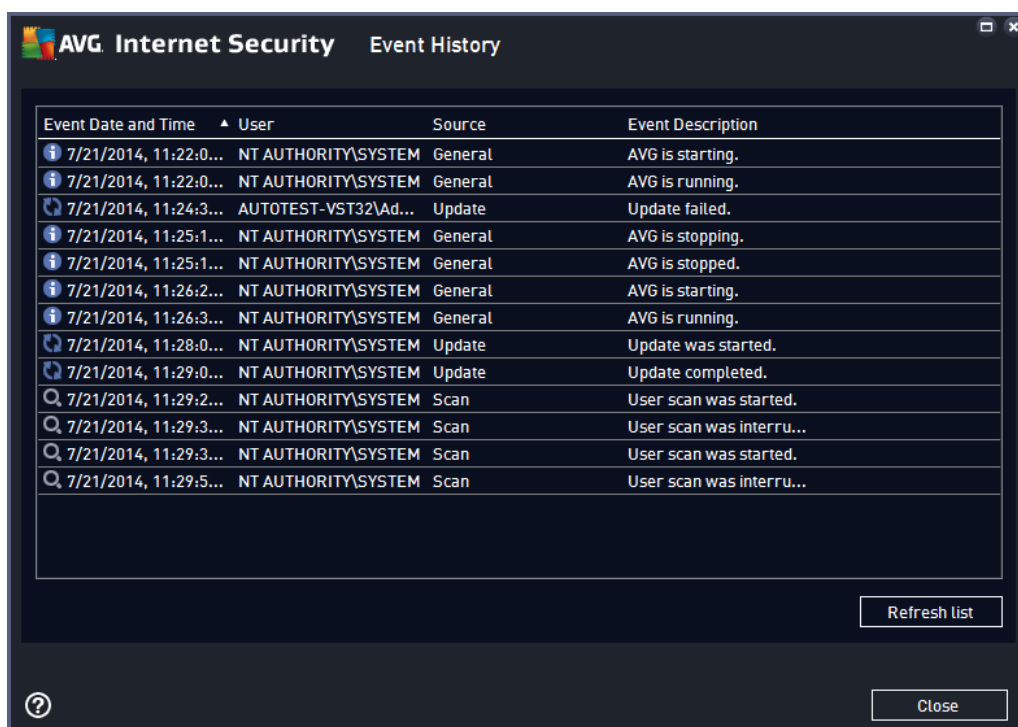 AVG. Internet Security Event History
Event Date and Time User Source Event Description
7/21/2014, 11:22:0... NT AUTHORITY\SYSTEM General AVG is starting.
7/21/2014, 11:22:0... NT AUTHORITY\SYSTEM General AVG is running.
7/21/2014, 11:24:3... AUTOTEST-VST32\Ad... Update Update failed.
7/21/2014, 11:25:1... NT AUTHORITY\SYSTEM General AVG is stopping.
7/21/2014, 11:25:1... NT AUTHORITY\SYSTEM General AVG is stopped.
7/21/2014, 11:26:2... NT AUTHORITY\SYSTEM General AVG is starting.
7/21/2014, 11:26:3... NT AUTHORITY\SYSTEM General AVG is running.
7/21/2014, 11:28:0... NT AUTHORITY\SYSTEM Update Update was started.
7/21/2014, 11:29:0... NT AUTHORITY\SYSTEM Update Update completed.
7/21/2014, 11:29:2... NT AUTHORITY\SYSTEM Scan User scan was started.
7/21/2014, 11:29:3... NT AUTHORITY\SYSTEM Scan User scan was interru...
7/21/2014, 11:29:3... NT AUTHORITY\SYSTEM Scan User scan was started.
7/21/2014, 11:29:5... NT AUTHORITY\SYSTEM Scan User scan was interru...
Refresh list
Close